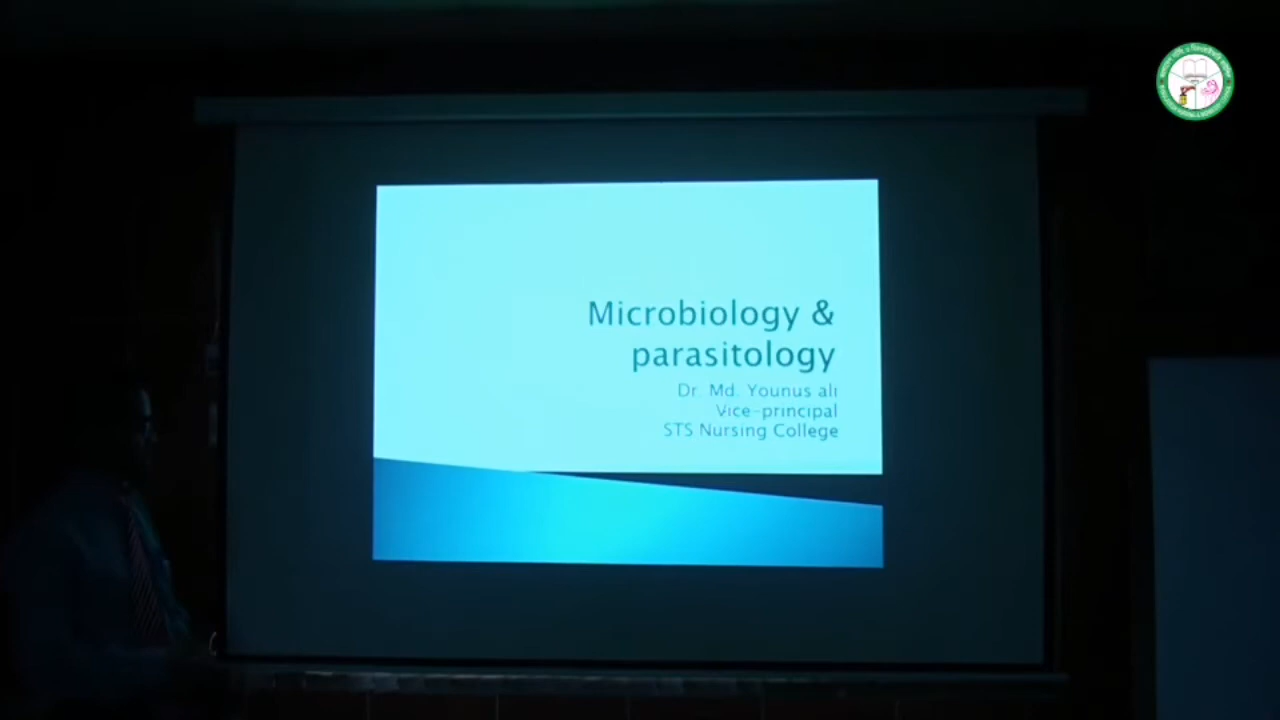 Microbiology &
parasitology
Dr. Md. Younus ali
Vice-principal
STS Nursing College